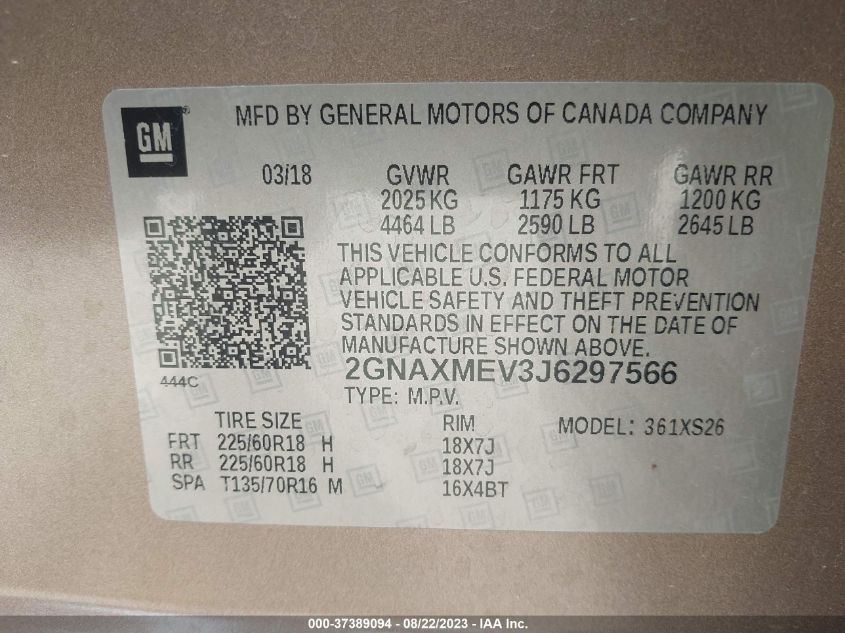 GM ®
MFD BY GENERAL MOTORS OF CANADA COMPANY
03/18 GVWR GAWR FRT GAWR RR
2025 KG 1175 KG 1200 KG
4464 LB 2590 LB 2645 LB
THIS VEHICLE CONFORMS TO ALL
APPLICABLE U.S. FEDERAL MOTOR
VEHICLE SAFETY AND THEFT PREVENTION
STANDARDS IN EFFECT ON THE DATE OF
MANUFACTURE SHOWN ABOVE.
444C
2GNAXMEV3J6297566
TYPE: M.P.V.
TIRE SIZE RIM MODEL: 361XS26
FRT 225/60R18 H 18X7J
RR 225/60R18 H 18X7J
SPA T135/70R16 M 16X4BT
000-37389094 - 08/22/2023 - IAA Inc.